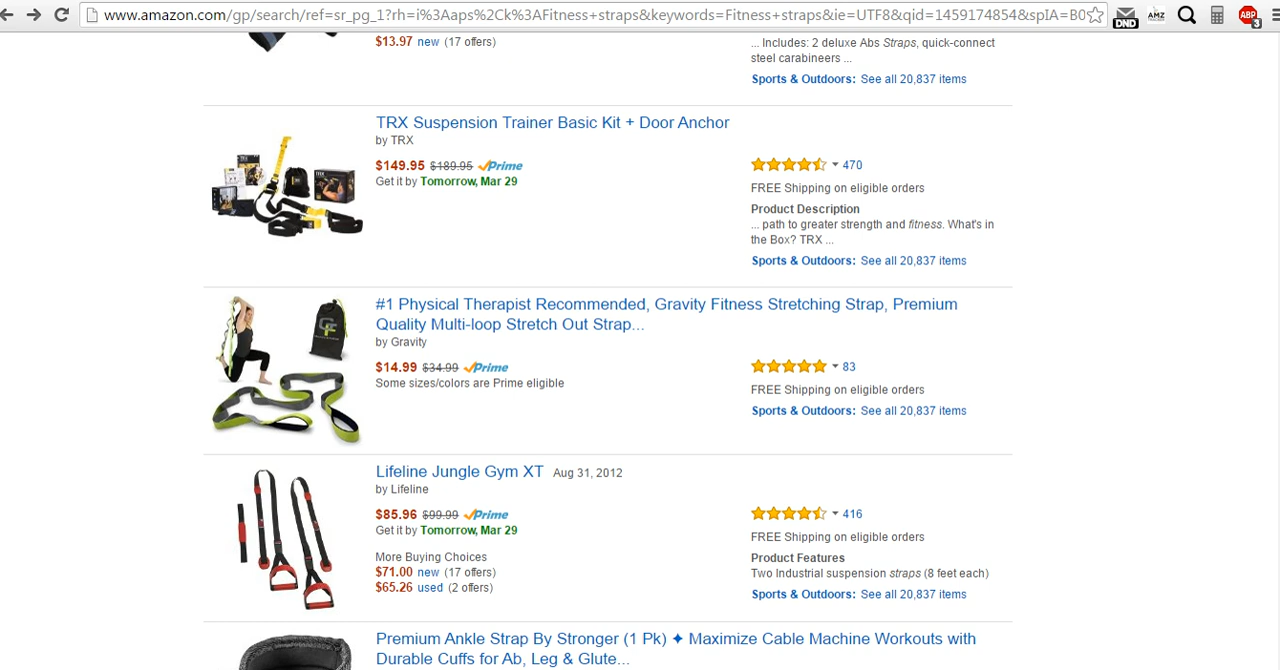 www.amazon.com/gp/search/ref=sr_pg_1?rh=i%3Aaps%2Ck%3AFitness+straps&keywords=Fitness+straps&ie=UTF8&qid=1459174854&spIA=B0
DND
AMZ
ABP
3
$13.97 new (17 offers)
... Includes: 2 deluxe Abs Straps, quick-connect
steel carabineers ...
Sports & Outdoors: See all 20,837 items
TRX Suspension Trainer Basic Kit + Door Anchor
by TRX
$149.95 $189.95 Prime
Get it by Tomorrow, Mar 29
470
FREE Shipping on eligible orders
Product Description
... path to greater strength and fitness. What's in
the Box? TRX ...
Sports & Outdoors: See all 20,837 items
#1 Physical Therapist Recommended, Gravity Fitness Stretching Strap, Premium
Quality Multi-loop Stretch Out Strap...
by Gravity
$14.99 $34.99 Prime
Some sizes/colors are Prime eligible
83
FREE Shipping on eligible orders
Sports & Outdoors: See all 20,837 items
GF
Lifeline Jungle Gym XT Aug 31, 2012
by Lifeline
$85.96 $99.99 Prime
Get it by Tomorrow, Mar 29
More Buying Choices
$71.00 new (17 offers)
$65.26 used (2 offers)
416
FREE Shipping on eligible orders
Product Features
Two Industrial suspension straps (8 feet each)
Sports & Outdoors: See all 20,837 items
Premium Ankle Strap By Stronger (1 Pk) ✦ Maximize Cable Machine Workouts with
Durable Cuffs for Ab, Leg & Glute...